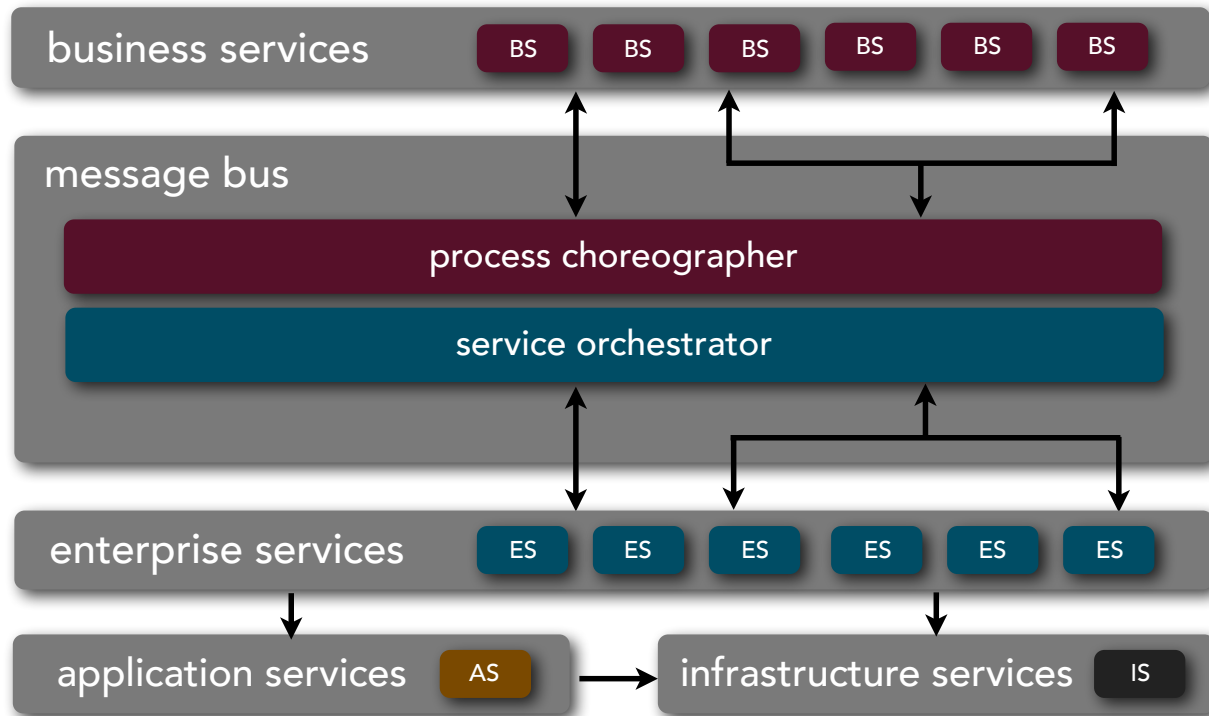 business services BS BS BS BS BS BS
message bus
process choreographer
service orchestrator
enterprise services ES ES ES ES ES ES
application services AS infrastructure services IS